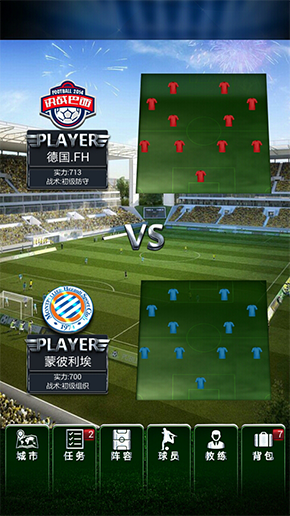 FOOTBALL 2014
决战巴西
PLAYER
德国.FH
实力:713
战术:初级防守
VS
PLAYER
蒙彼利埃
实力:700
战术:初级组织
2
7
城市
任务
阵容
球员
教练
背包